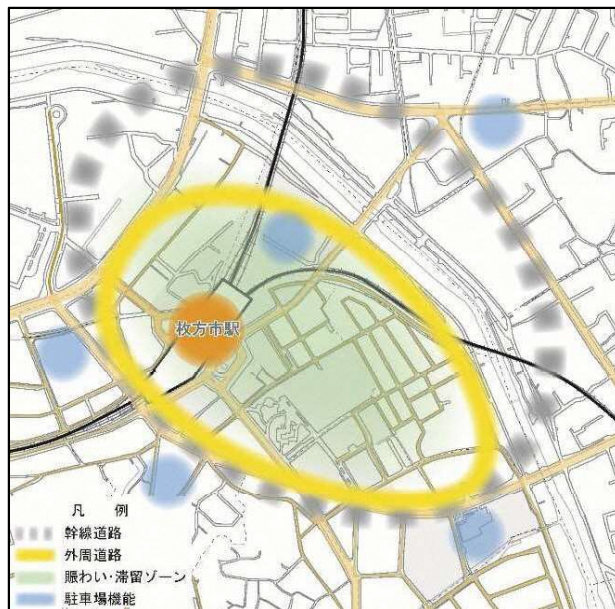 枚方市駅
凡 例
幹線道路
外周道路
賑わい・滞留ゾーン
駐車場機能